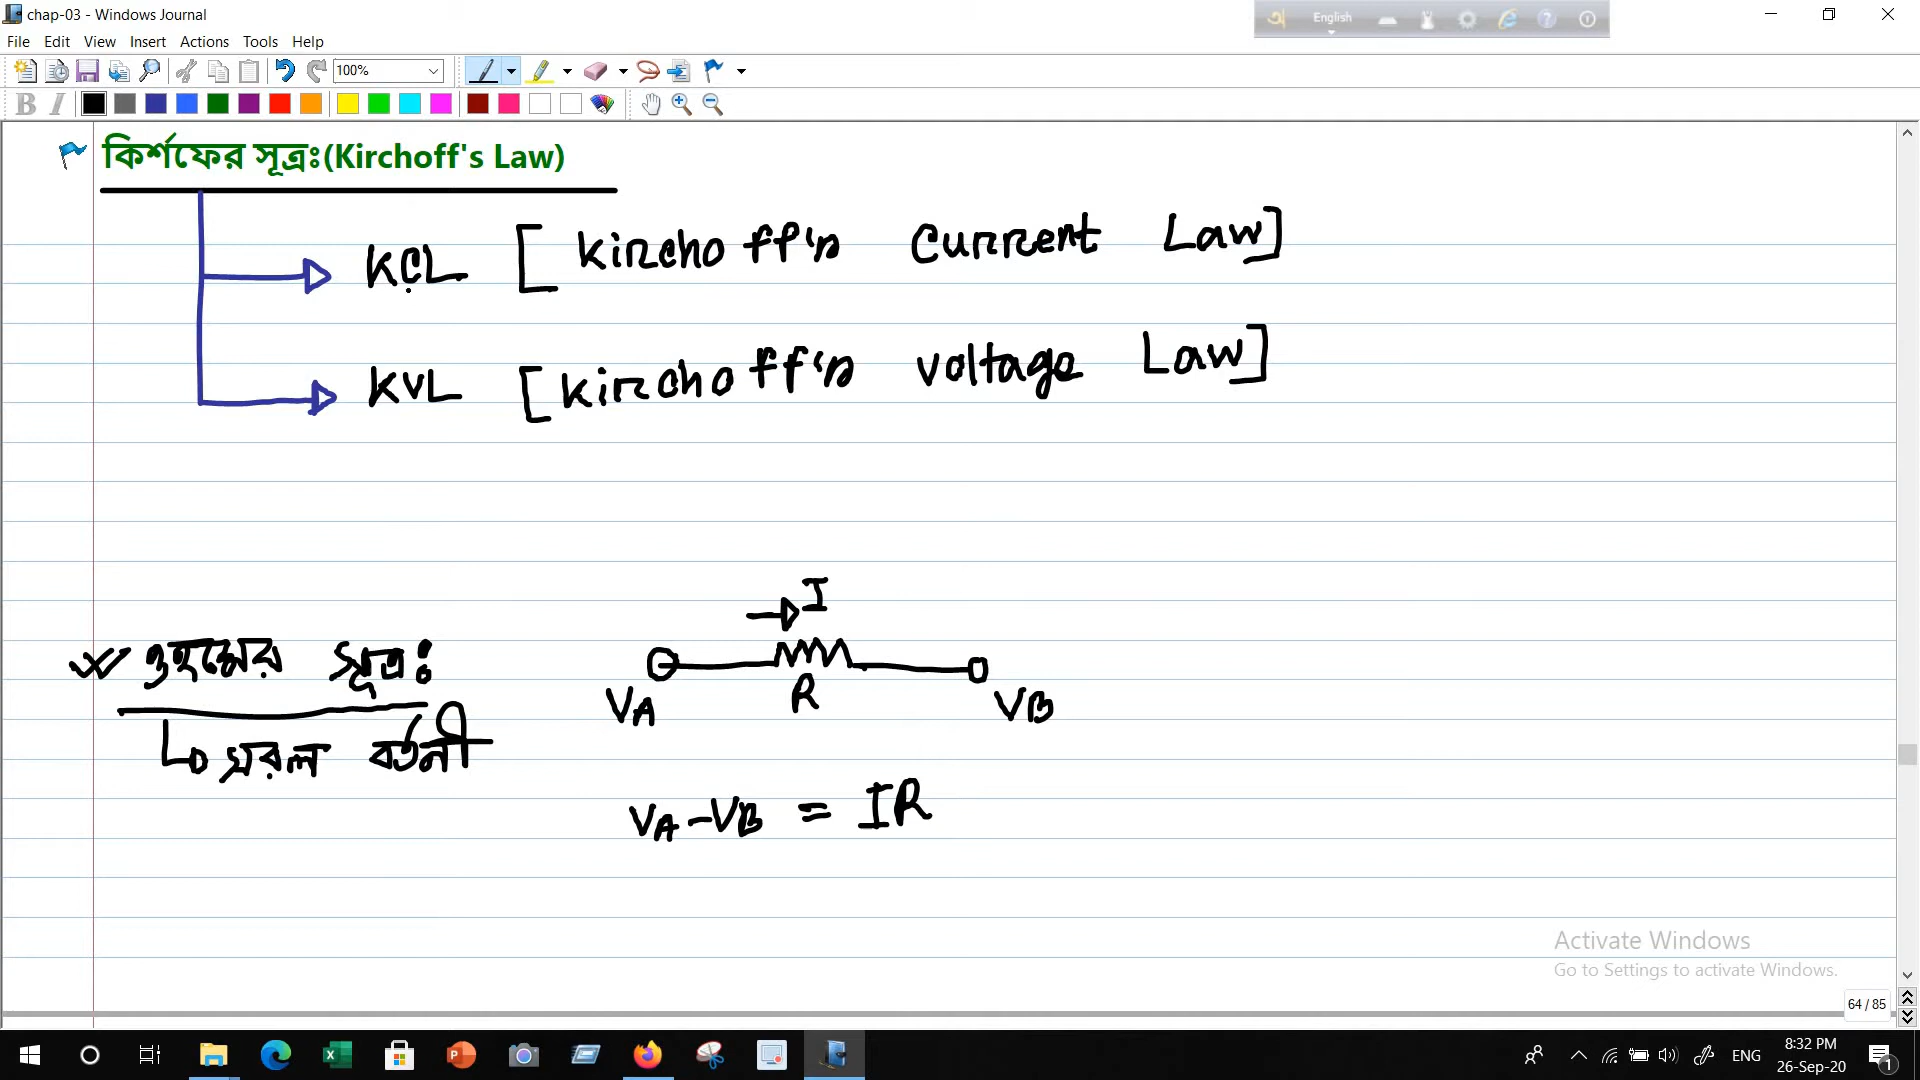 chap-03 - Windows Journal
English
File Edit View Insert Actions Tools Help
100%
B I
কির্শফের সূত্রঃ(Kirchoff's Law)
KCL [Kirchoff's Current Law]
KVL [Kirchoff's voltage Law]
ওহমের সূত্রঃ
সরল বর্তনী
I
R
VA
VB
VA-VB = IR
Activate Windows
Go to Settings to activate Windows.
64 / 85
ENG
8:32 PM
26-Sep-20
1